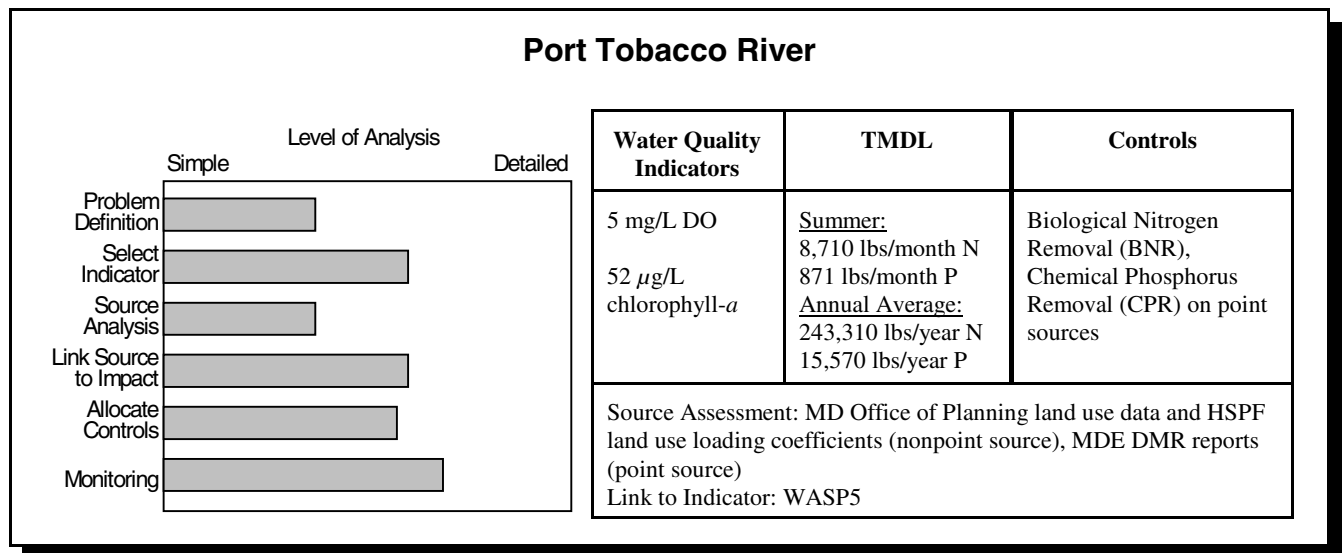 Port Tobacco River
Level of Analysis
Simple
Detailed
Problem
Definition
Select
Indicator
Source
Analysis
Link Source
to Impact
Allocate
Controls
Monitoring
Water Quality
Indicators
TMDL
Controls
5 mg/L DO
52 µg/L
chlorophyll-a
Summer:
8,710 lbs/month N
871 lbs/month P
Annual Average:
243,310 lbs/year N
15,570 lbs/year P
Biological Nitrogen
Removal (BNR),
Chemical Phosphorus
Removal (CPR) on point
sources
Source Assessment: MD Office of Planning land use data and HSPF
land use loading coefficients (nonpoint source), MDE DMR reports
(point source)
Link to Indicator: WASP5